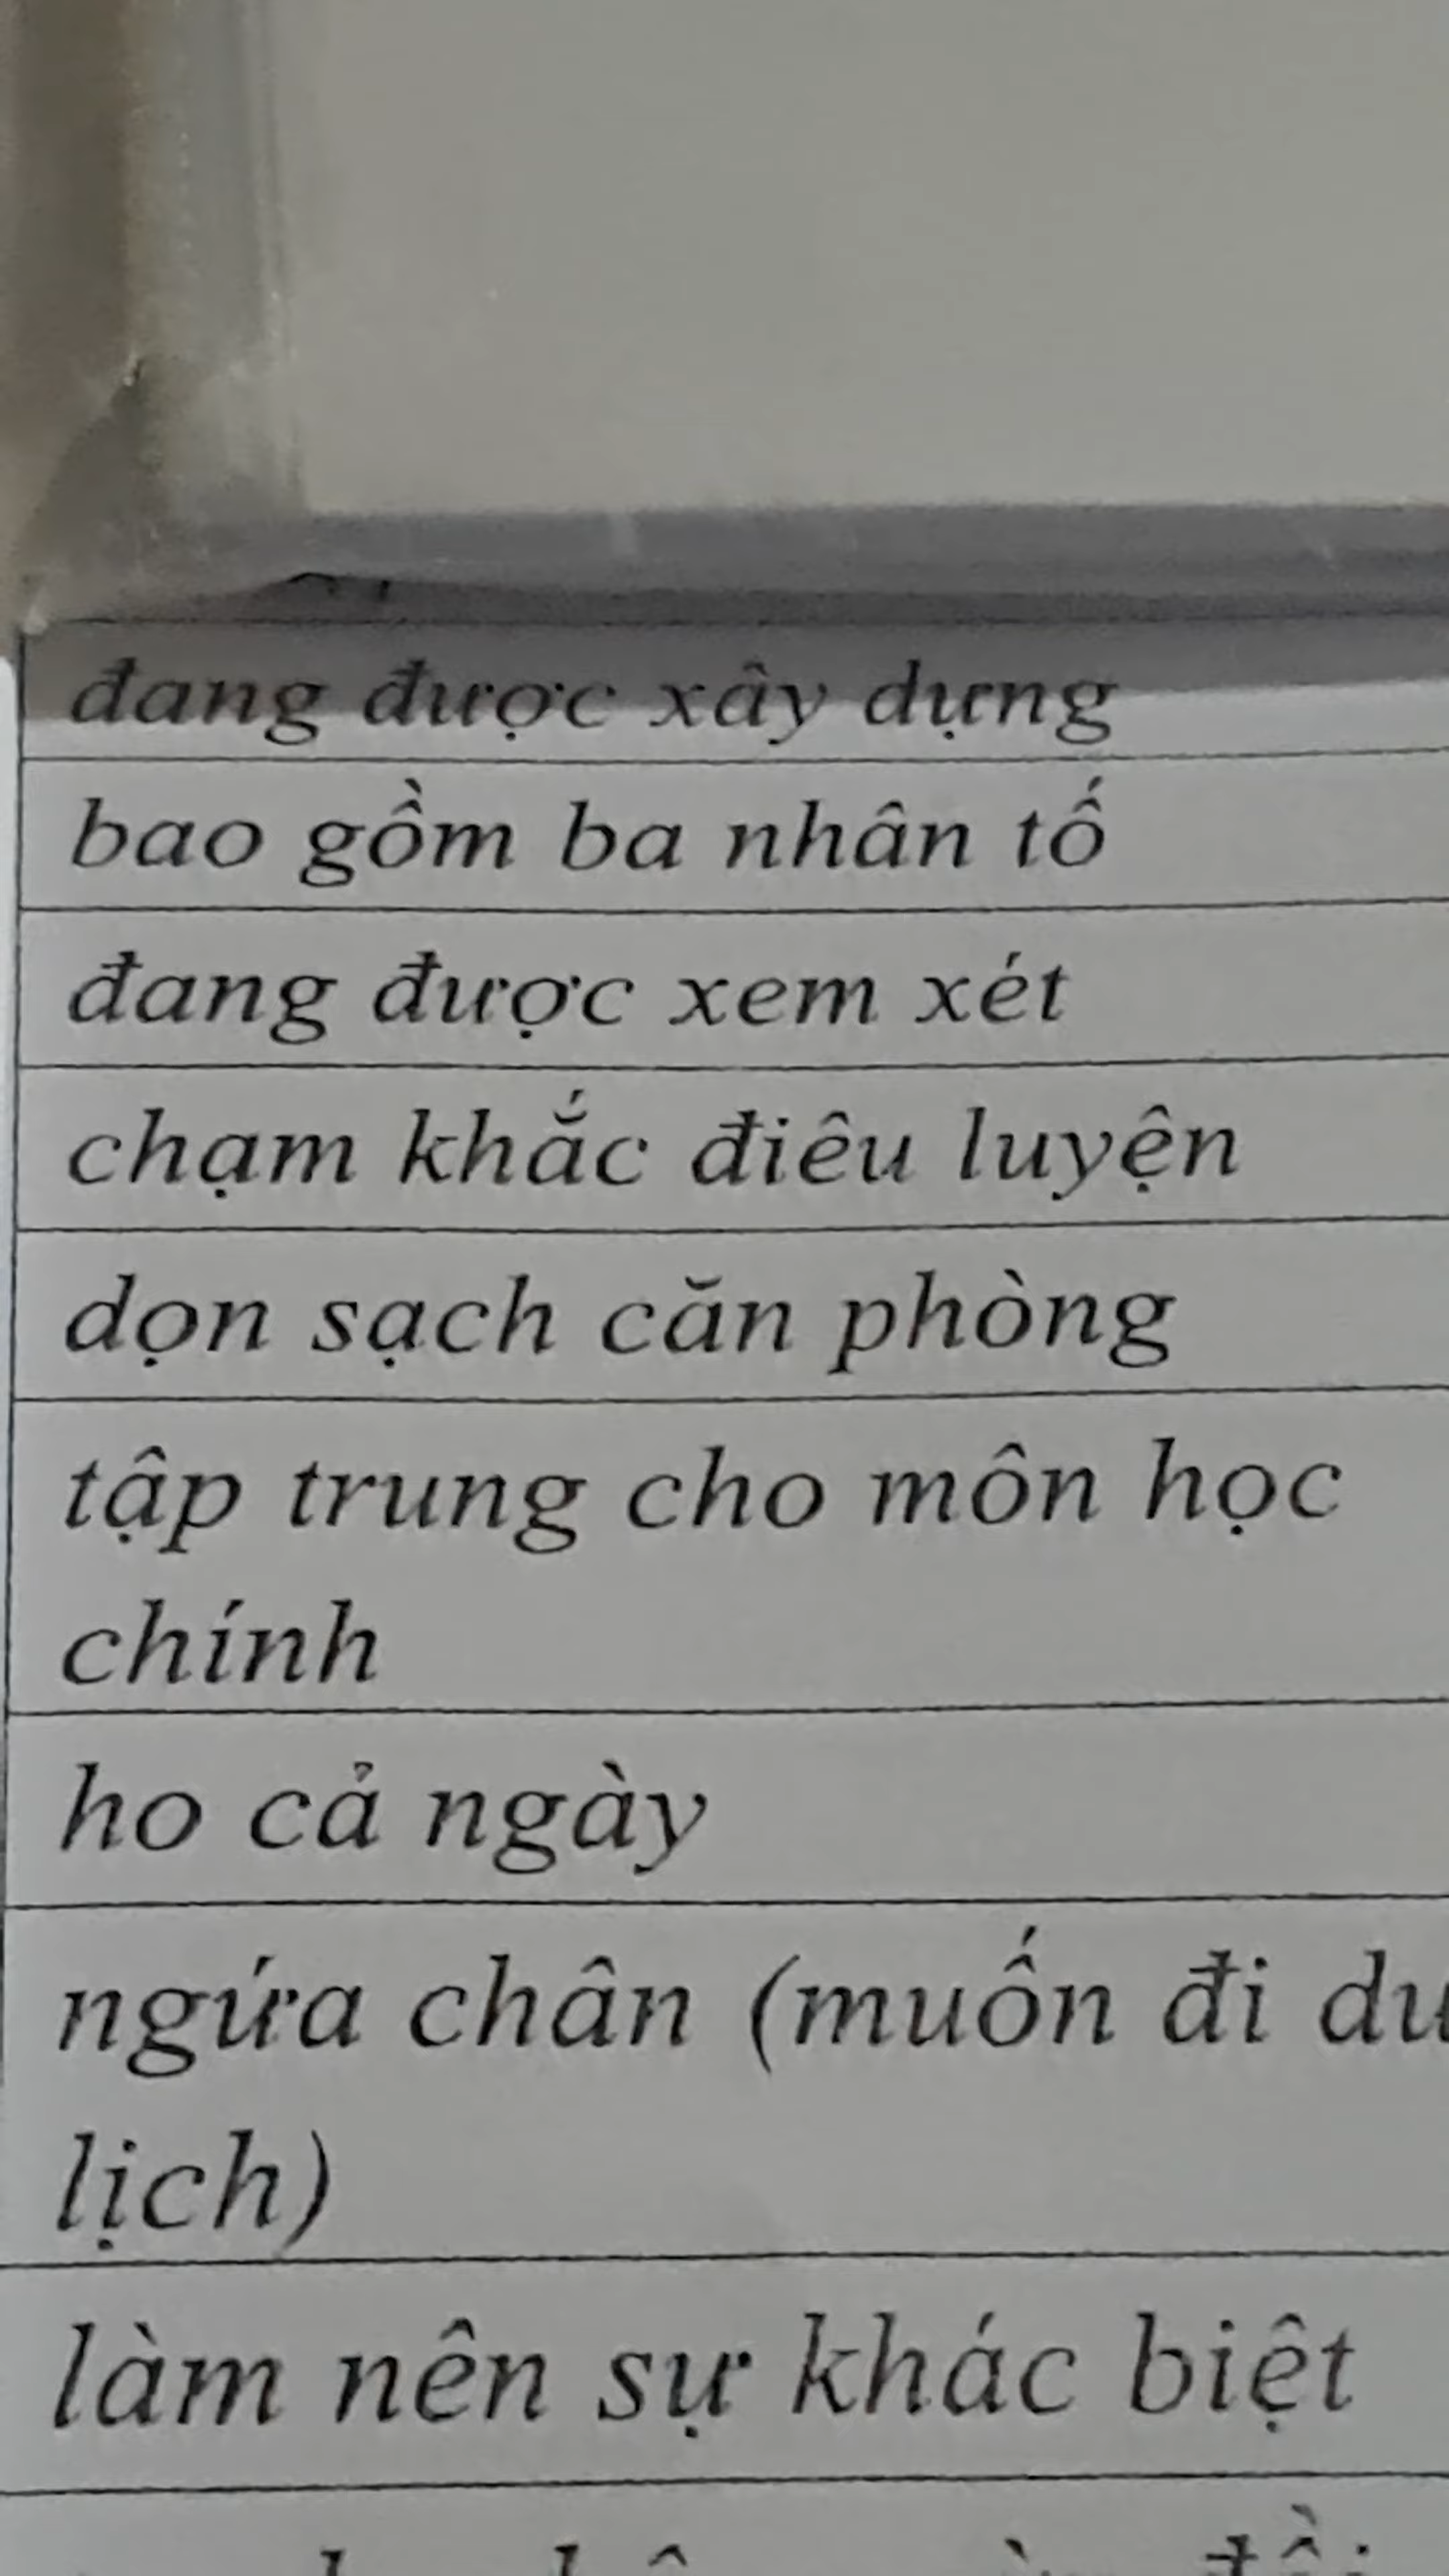 đang được xây dựng
bao gồm ba nhân tố
đang được xem xét
chạm khắc điêu luyện
dọn sạch căn phòng
tập trung cho môn học
chính
ho cả ngày
ngứa chân (muốn đi du
lịch)
làm nên sự khác biệt